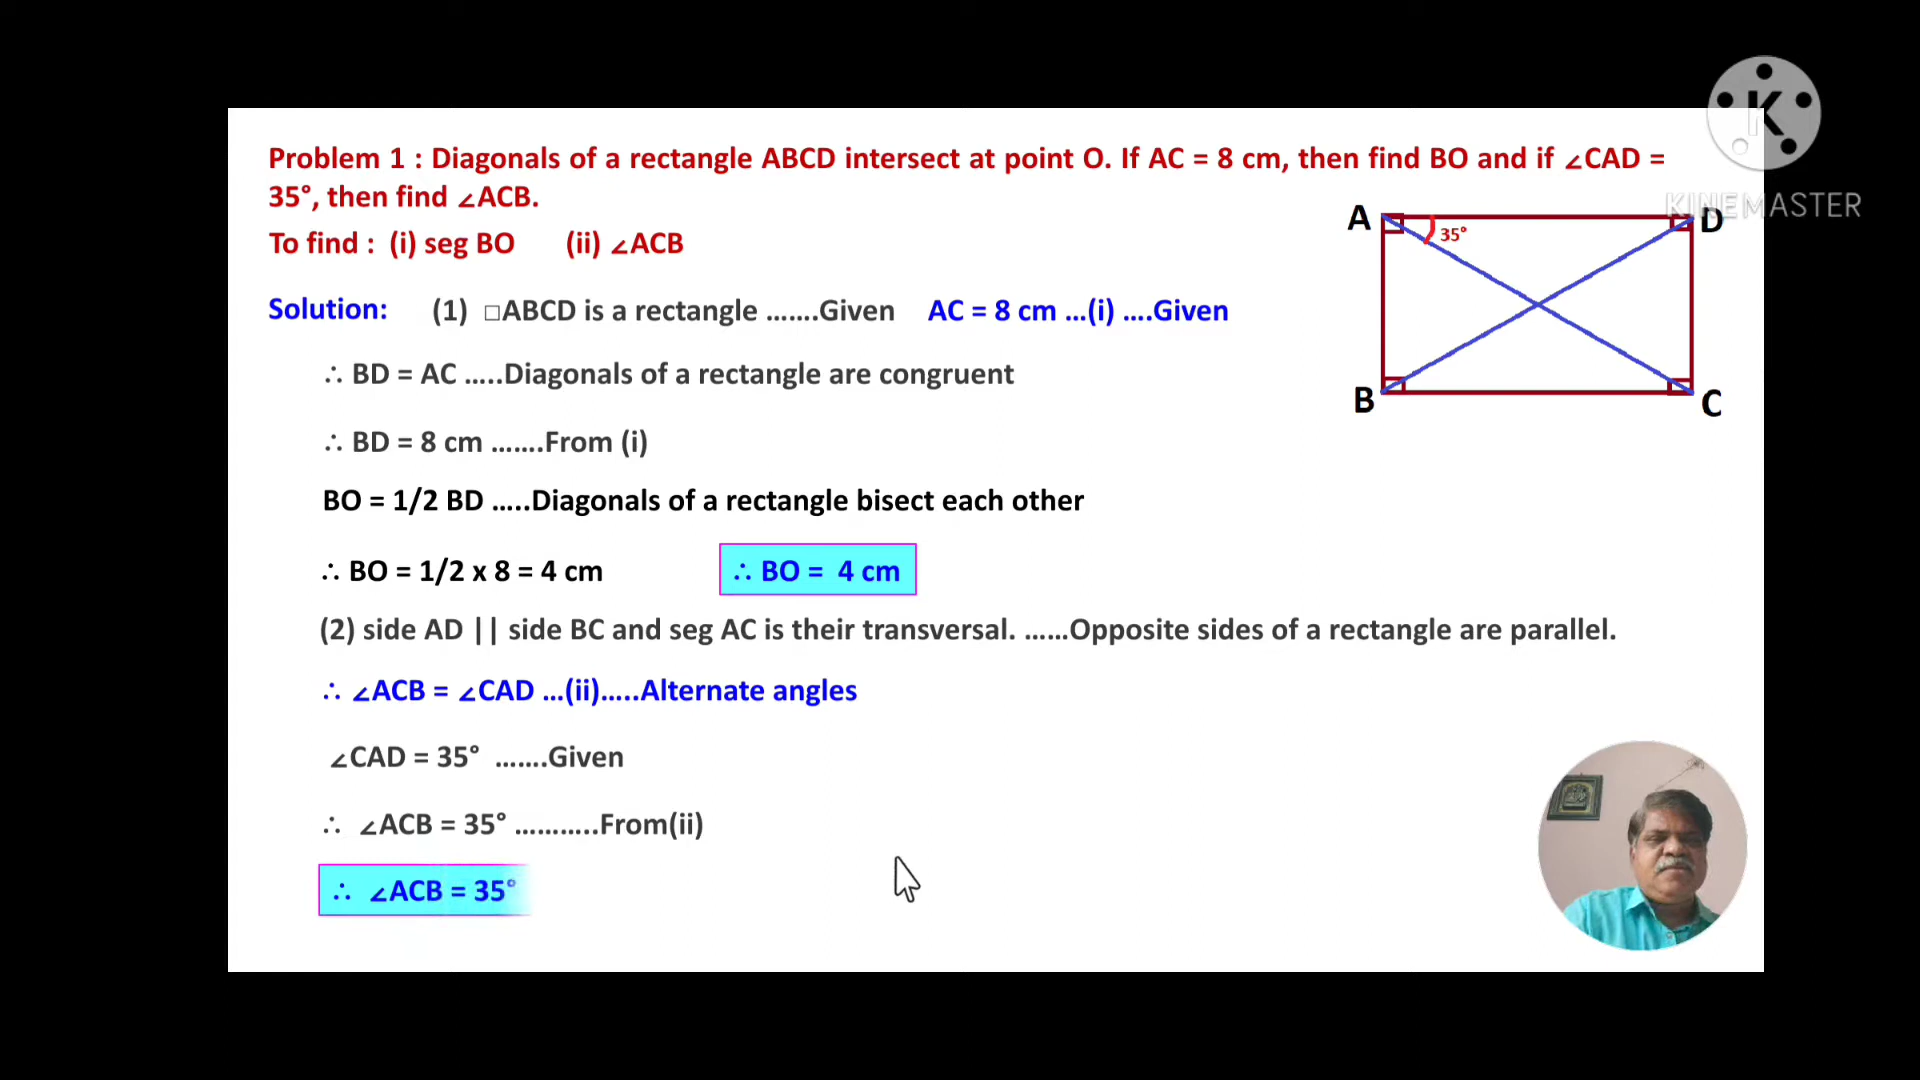 K
KINEMASTER
Problem 1 : Diagonals of a rectangle ABCD intersect at point O. If AC = 8 cm, then find BO and if ∠CAD =
35°, then find ∠ACB.
To find : (i) seg BO (ii) ∠ACB
A
D
35°
B
C
Solution: (1) □ABCD is a rectangle …….Given AC = 8 cm …(i) ….Given
∴ BD = AC …..Diagonals of a rectangle are congruent
∴ BD = 8 cm …….From (i)
BO = 1/2 BD …..Diagonals of a rectangle bisect each other
∴ BO = 1/2 x 8 = 4 cm ∴ BO = 4 cm
(2) side AD || side BC and seg AC is their transversal. ……Opposite sides of a rectangle are parallel.
∴ ∠ACB = ∠CAD …(ii)…..Alternate angles
∠CAD = 35° …….Given
∴ ∠ACB = 35° ………..From(ii)
∴ ∠ACB = 35°